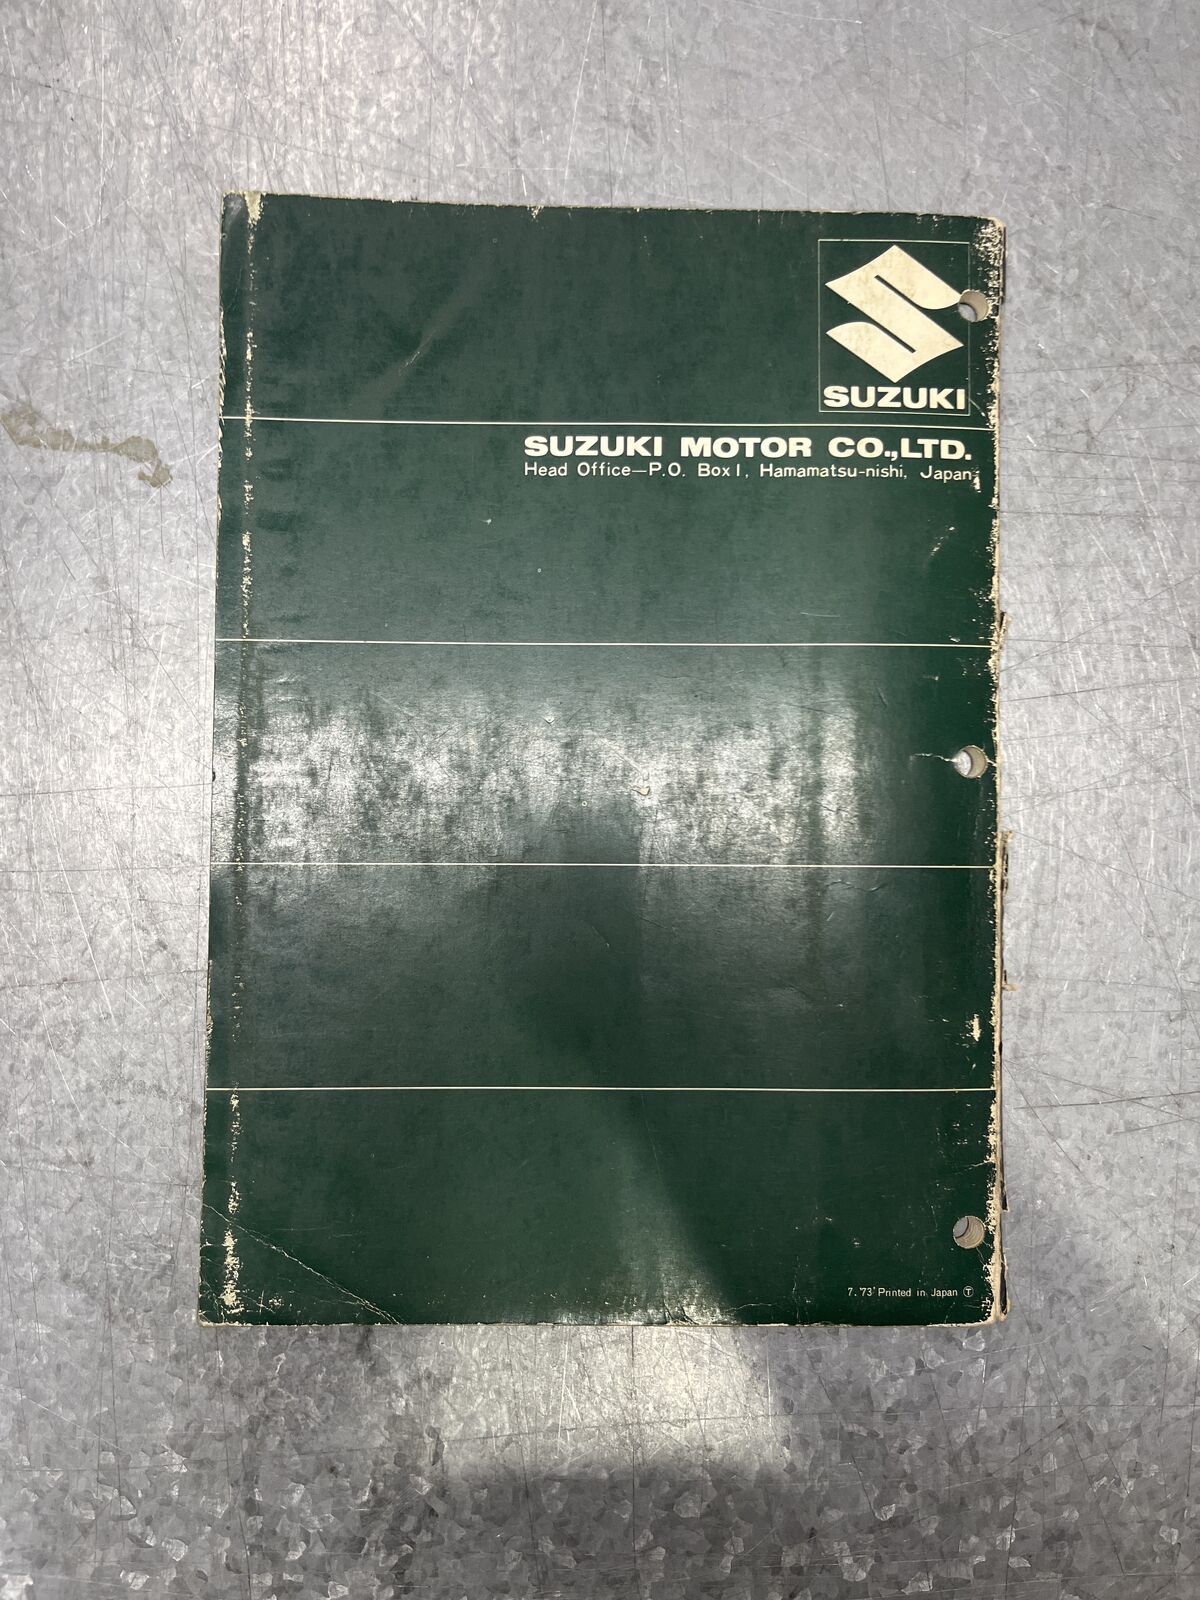 SUZUKI
SUZUKI MOTOR CO.,LTD.
Head Office—P.O. Box 1, Hamamatsu-nishi, Japan
7. '73' Printed in Japan Ⓣ